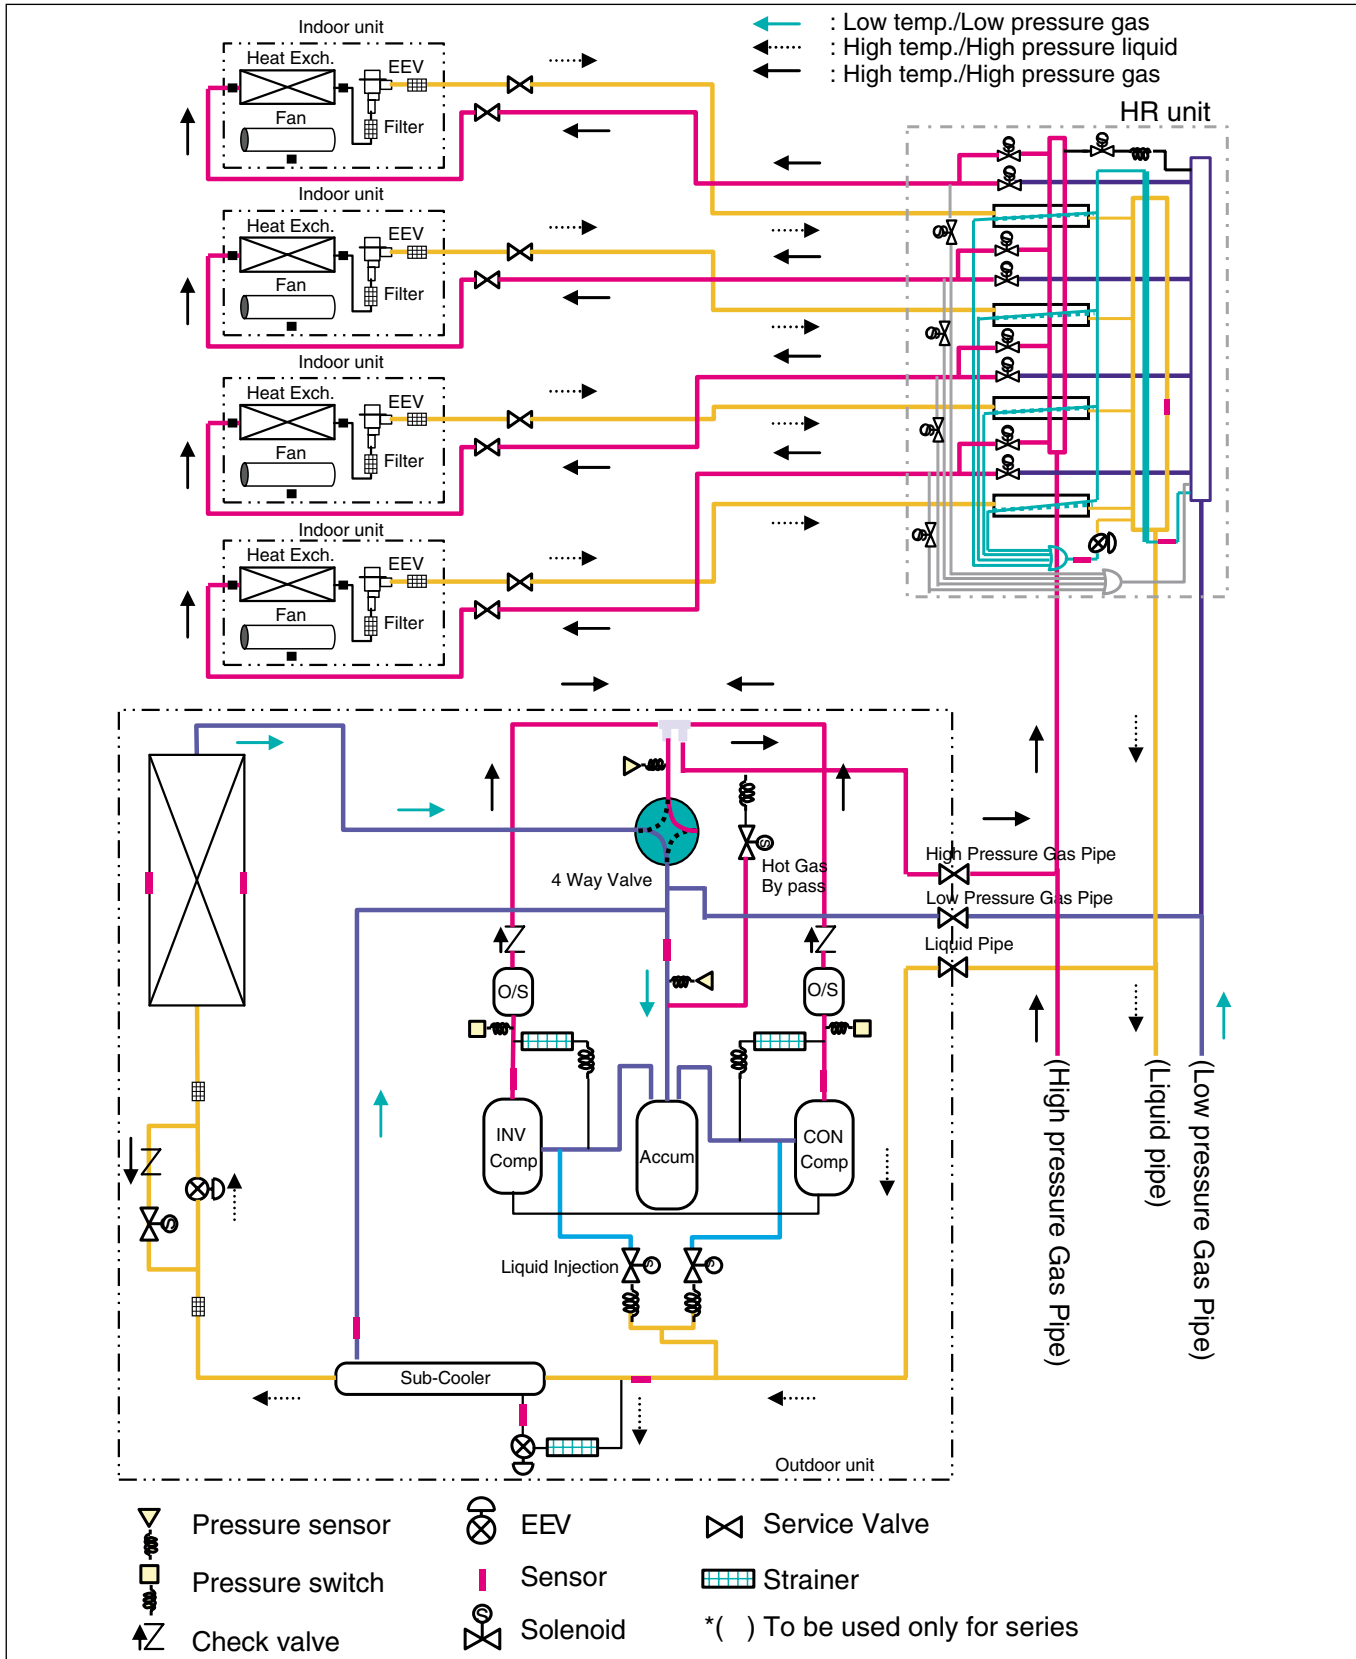 : Low temp./Low pressure gas
: High temp./High pressure liquid
: High temp./High pressure gas
HR unit
Indoor unit
Heat Exch.
EEV
Fan
Filter
Indoor unit
Heat Exch.
EEV
Fan
Filter
Indoor unit
Heat Exch.
EEV
Fan
Filter
Indoor unit
Heat Exch.
EEV
Fan
Filter
4 Way Valve
S
Hot Gas
By pass
High Pressure Gas Pipe
Low Pressure Gas Pipe
Liquid Pipe
O/S
O/S
INV
Comp
Accum
CON
Comp
S
Liquid Injection
S
S
Sub-Cooler
Outdoor unit
(High pressure Gas Pipe)
(Liquid pipe)
(Low pressure Gas Pipe)
Pressure sensor
EEV
Service Valve
Pressure switch
Sensor
Strainer
Check valve
S
Solenoid
*( ) To be used only for series